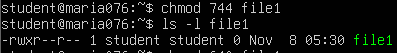 student@maria076:~$ chmod 744 file1
student@maria076:~$ ls -l file1
-rwxr--r-- 1 student student 0 Nov  8 05:30 file1